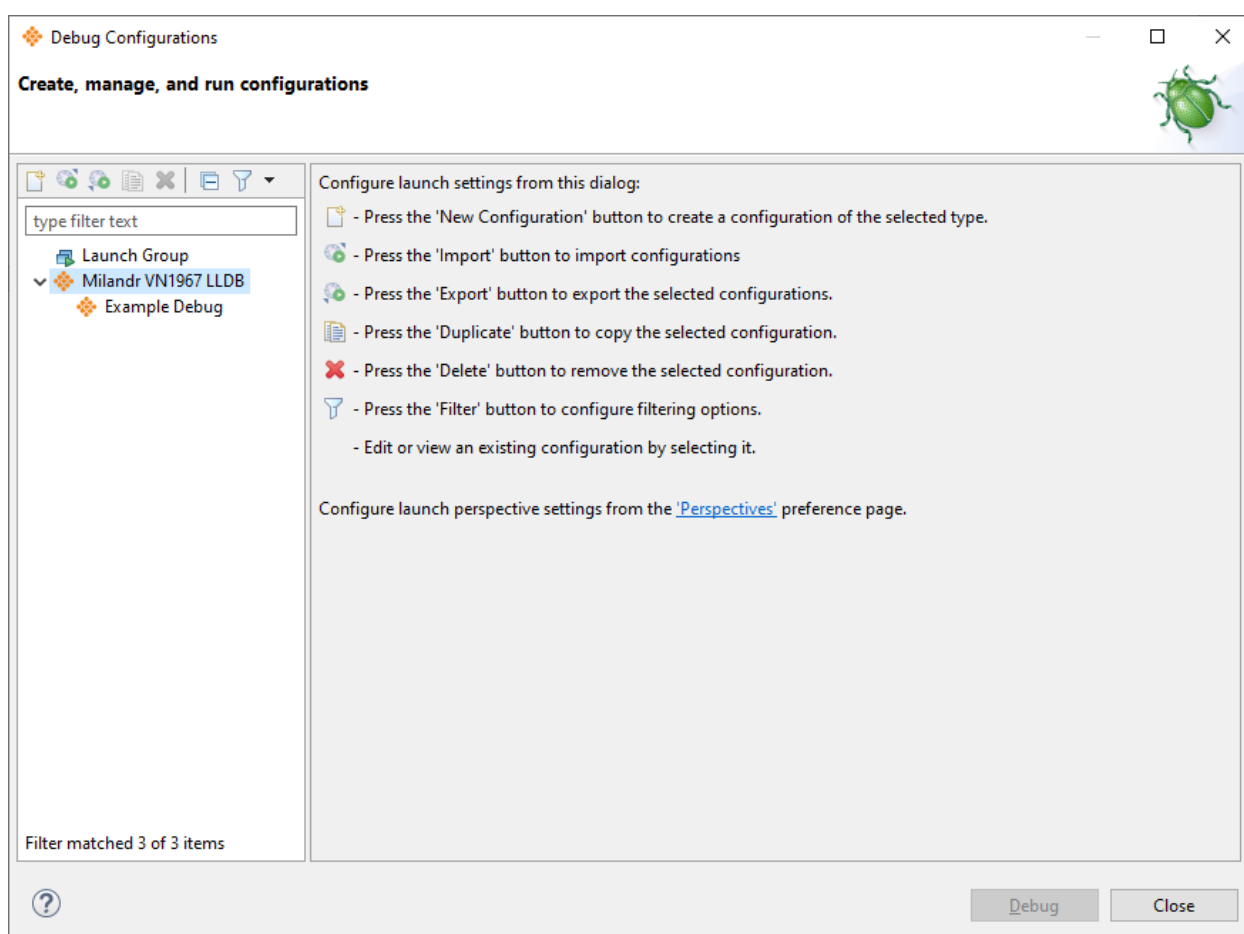 Debug Configurations
Create, manage, and run configurations
type filter text
Launch Group
Milandr VN1967 LLDB
Example Debug
Filter matched 3 of 3 items
Configure launch settings from this dialog:
- Press the 'New Configuration' button to create a configuration of the selected type.
- Press the 'Import' button to import configurations
- Press the 'Export' button to export the selected configurations.
- Press the 'Duplicate' button to copy the selected configuration.
- Press the 'Delete' button to remove the selected configuration.
- Press the 'Filter' button to configure filtering options.
- Edit or view an existing configuration by selecting it.
Configure launch perspective settings from the 'Perspectives' preference page.
Debug
Close